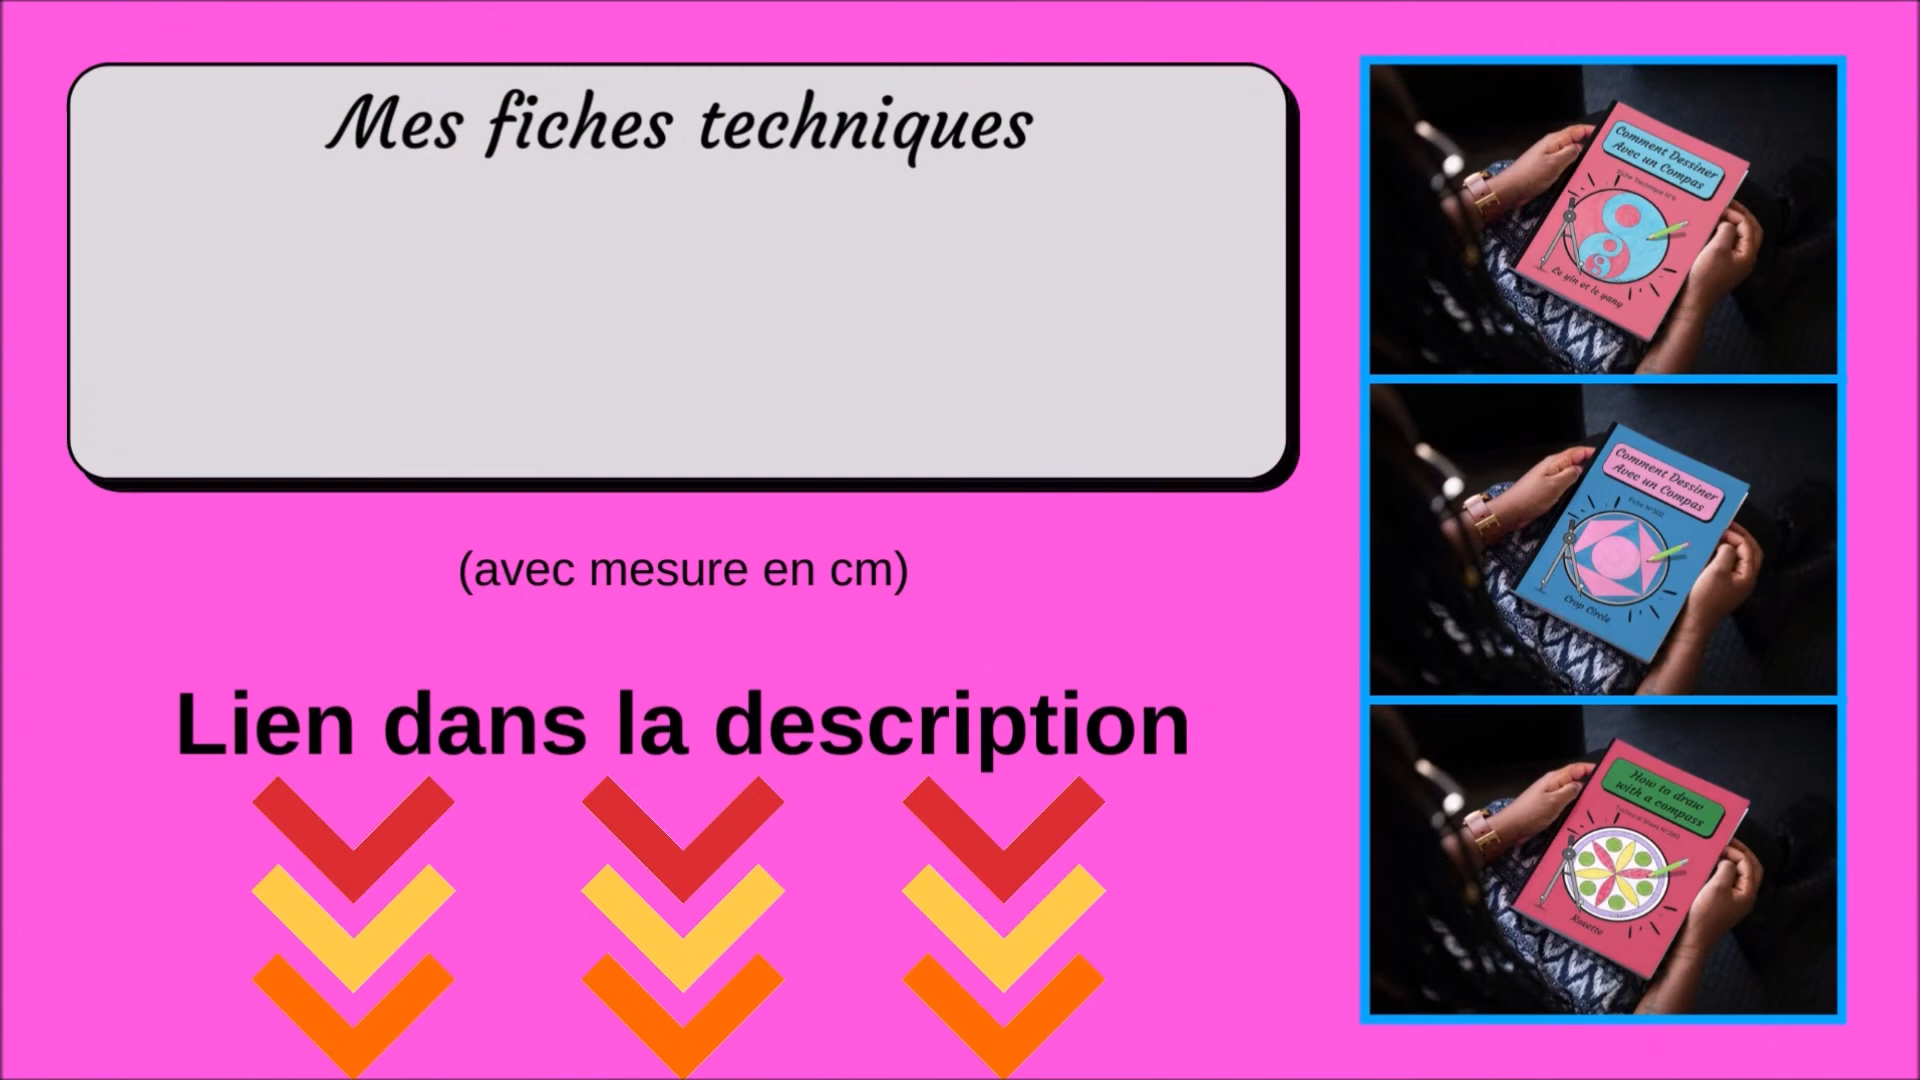 Mes fiches techniques
(avec mesure en cm)
Lien dans la description
Comment Dessiner
Avec un Compas
Le yin et le yang
Comment Dessiner
Avec un Compas
Crop Circle
How to draw
with a compass
Rosette